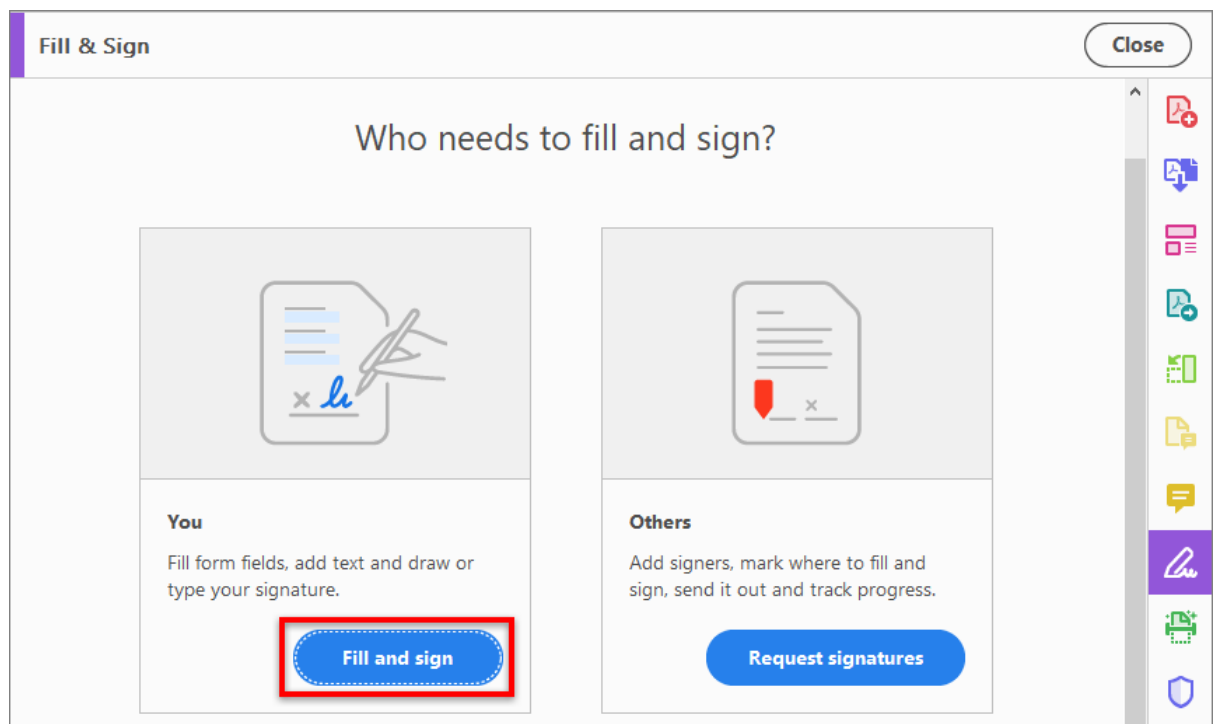 Fill & Sign
Close
Who needs to fill and sign?
You
Fill form fields, add text and draw or
type your signature.
Fill and sign
Others
Add signers, mark where to fill and
sign, send it out and track progress.
Request signatures